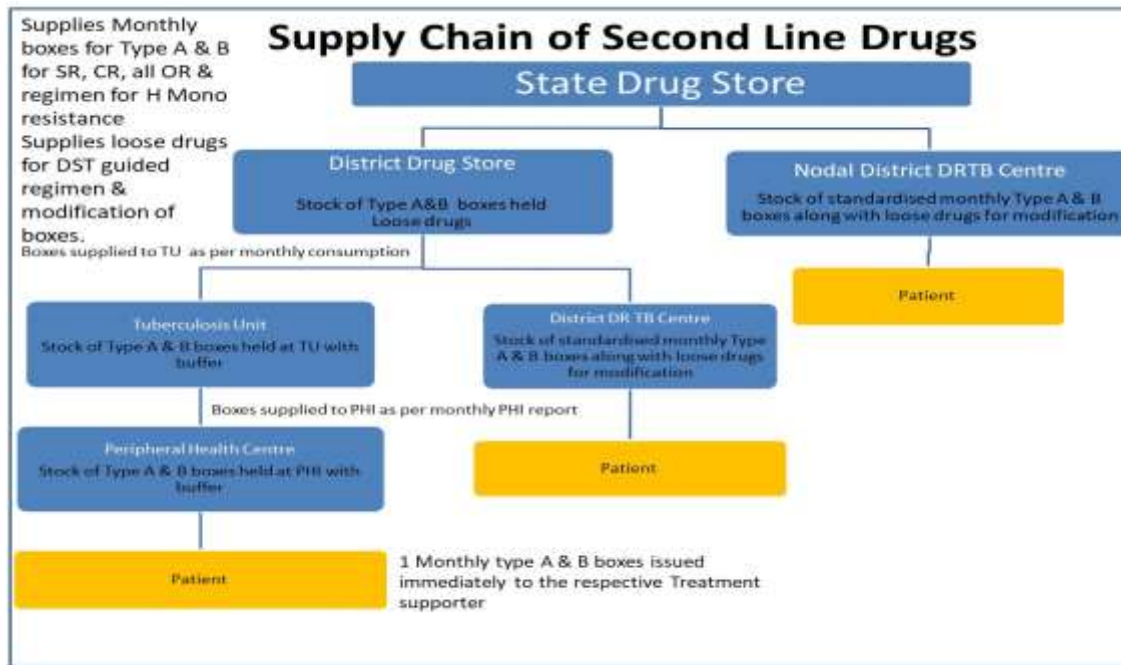 Supply Chain of Second Line Drugs
Supplies Monthly
boxes for Type A & B
for SR, CR, all OR &
regimen for H Mono
resistance
Supplies loose drugs
for DST guided
regimen &
modification of
boxes.
Boxes supplied to TU as per monthly consumption
State Drug Store
District Drug Store
Stock of Type A&B boxes held
Loose drugs
Nodal District DRTB Centre
Stock of standardised monthly Type A & B
boxes along with loose drugs for modification
Patient
Tuberculosis Unit
Stock of Type A & B boxes held at TU with
buffer
District DR TB Centre
Stock of standardised monthly Type
A & B boxes along with loose drugs
for modification
Boxes supplied to PHI as per monthly PHI report
Peripheral Health Centre
Stock of Type A & B boxes held at PHI with
buffer
Patient
Patient
1 Monthly type A & B boxes issued
immediately to the respective Treatment
supporter